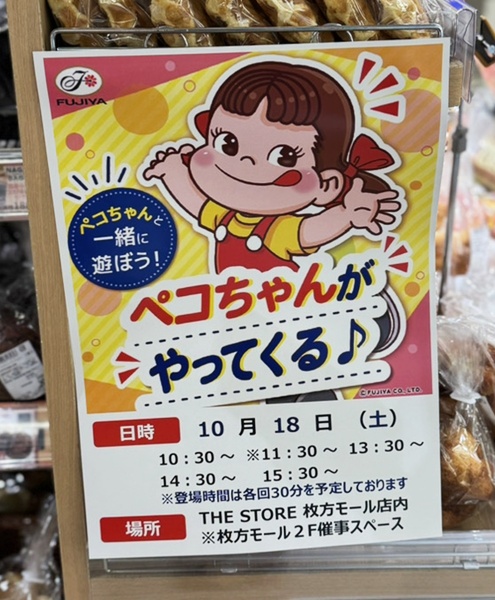 FUJIYA
ペコちゃんと
一緒に
遊ぼう!
ペコちゃんが
やってくる♪
© FUJIYA CO., LTD.
日時 10 月 18 日 (土)
10:30~ ※11:30~ 13:30~
14:30~ 15:30~
※登場時間は各回30分を予定しております
場所 THE STORE 枚方モール店内
※枚方モール2F催事スペース